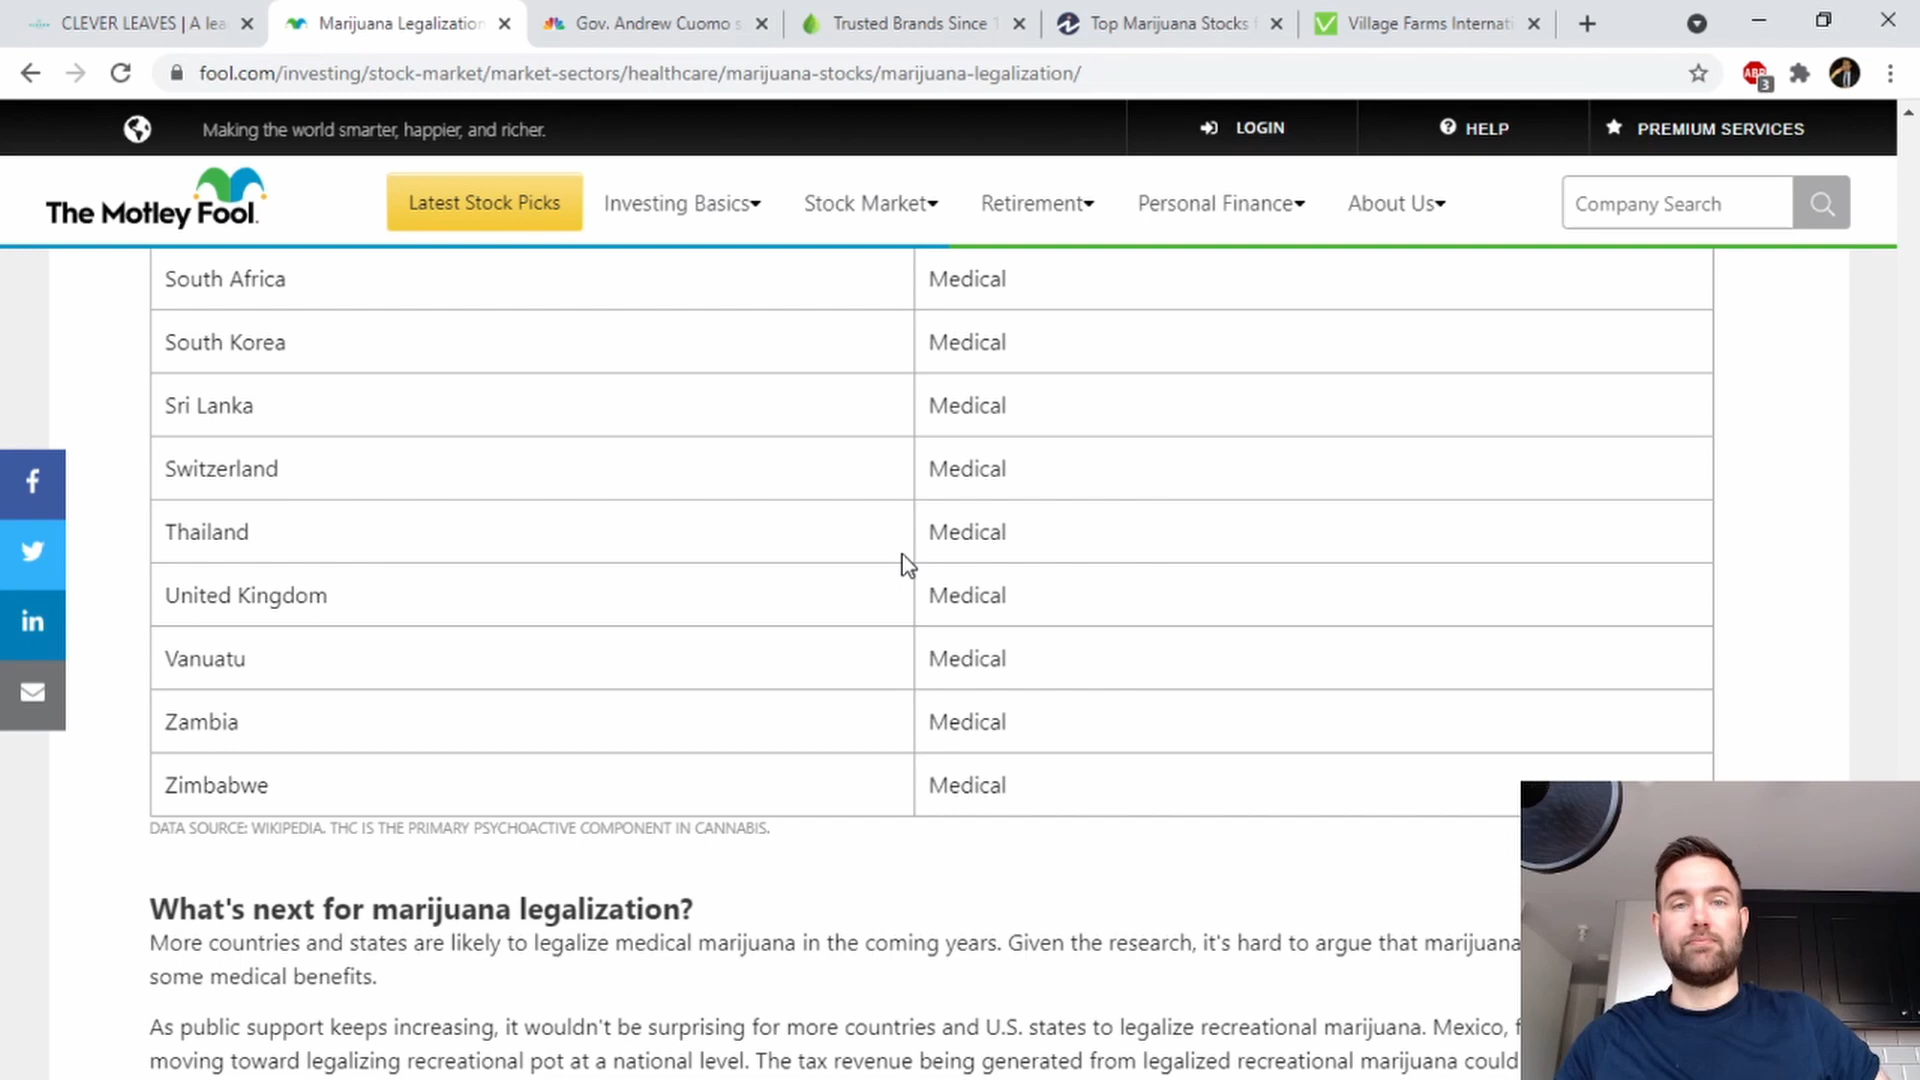 CLEVER LEAVES | A lea
Marijuana Legalization
Gov. Andrew Cuomo s
Trusted Brands Since 1
Top Marijuana Stocks f
Village Farms Internati
fool.com/investing/stock-market/market-sectors/healthcare/marijuana-stocks/marijuana-legalization/
ABP
3
Making the world smarter, happier, and richer.
LOGIN
HELP
PREMIUM SERVICES
The Motley Fool.
Latest Stock Picks
Investing Basics
Stock Market
Retirement
Personal Finance
About Us
Company Search
South Africa Medical
South Korea Medical
Sri Lanka Medical
Switzerland Medical
Thailand Medical
United Kingdom Medical
Vanuatu Medical
Zambia Medical
Zimbabwe Medical
DATA SOURCE: WIKIPEDIA. THC IS THE PRIMARY PSYCHOACTIVE COMPONENT IN CANNABIS.
What's next for marijuana legalization?
More countries and states are likely to legalize medical marijuana in the coming years. Given the research, it's hard to argue that marijuana
some medical benefits.
As public support keeps increasing, it wouldn't be surprising for more countries and U.S. states to legalize recreational marijuana. Mexico, f
moving toward legalizing recreational pot at a national level. The tax revenue being generated from legalized recreational marijuana could